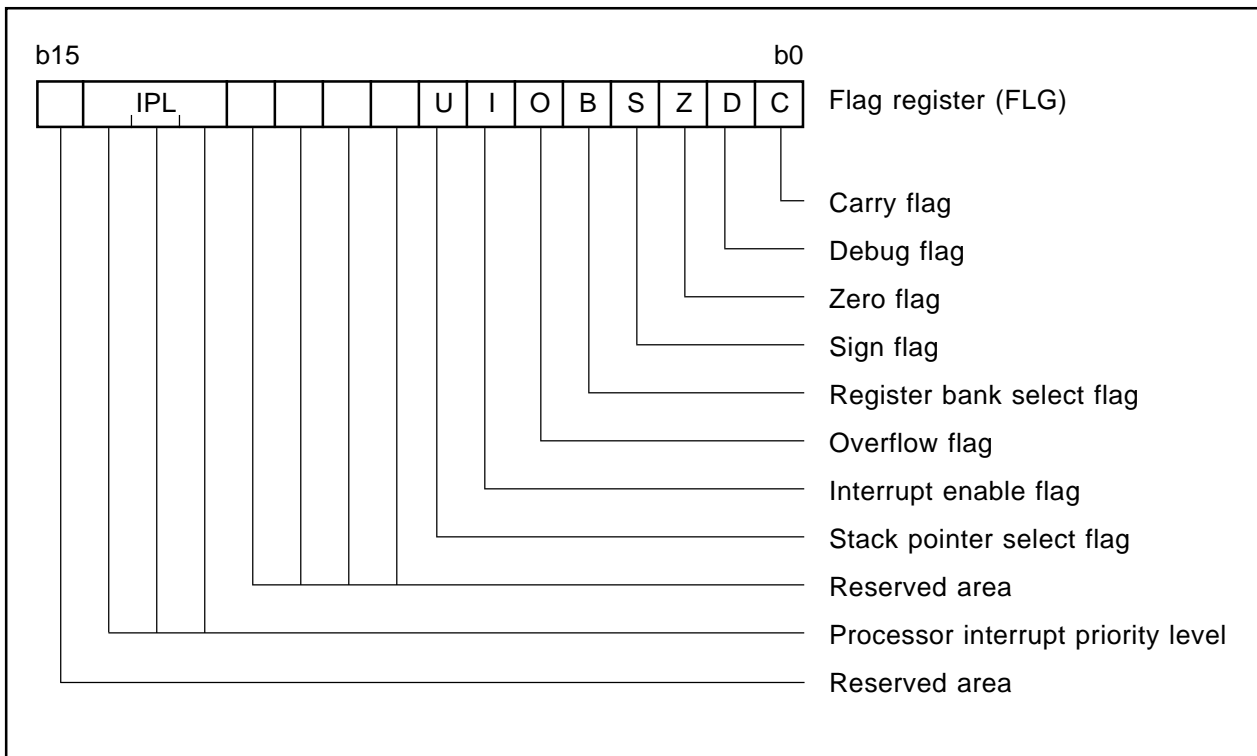 b15 b0
IPL U I O B S Z D C Flag register (FLG)
Carry flag
Debug flag
Zero flag
Sign flag
Register bank select flag
Overflow flag
Interrupt enable flag
Stack pointer select flag
Reserved area
Processor interrupt priority level
Reserved area